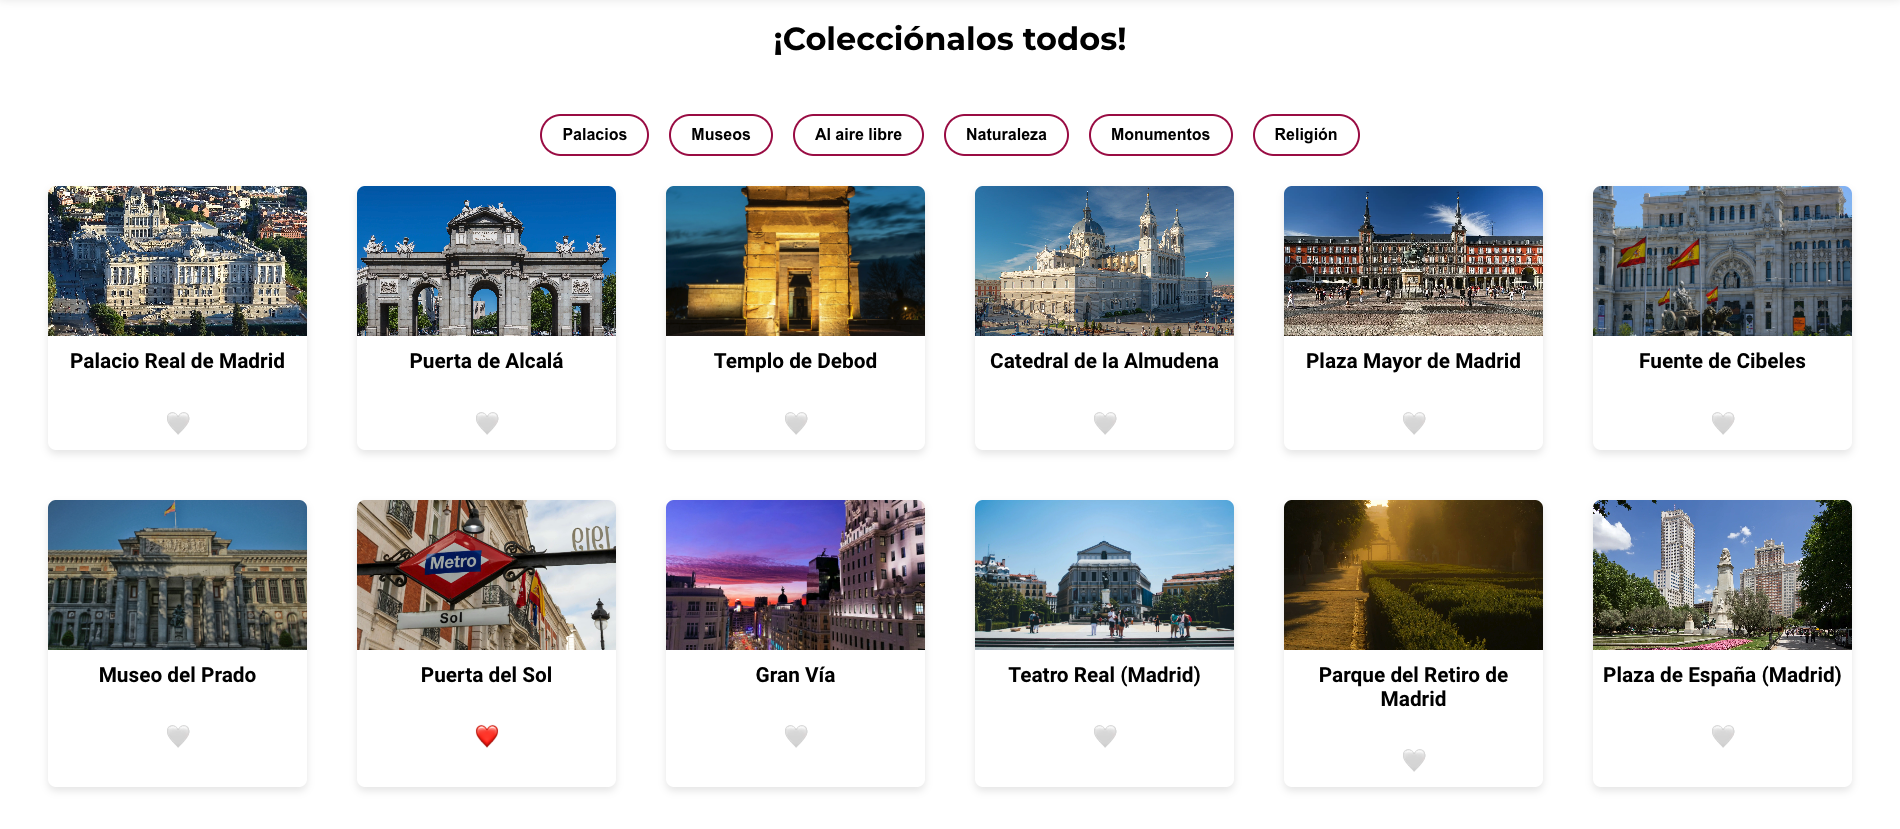 ¡Colecciónalos todos!
Palacios
Museos
Al aire libre
Naturaleza
Monumentos
Religión
Palacio Real de Madrid
Puerta de Alcalá
Templo de Debod
Catedral de la Almudena
Plaza Mayor de Madrid
Fuente de Cibeles
Metro
Sol
1919
Museo del Prado
Puerta del Sol
Gran Vía
Teatro Real (Madrid)
Parque del Retiro de
Madrid
Plaza de España (Madrid)